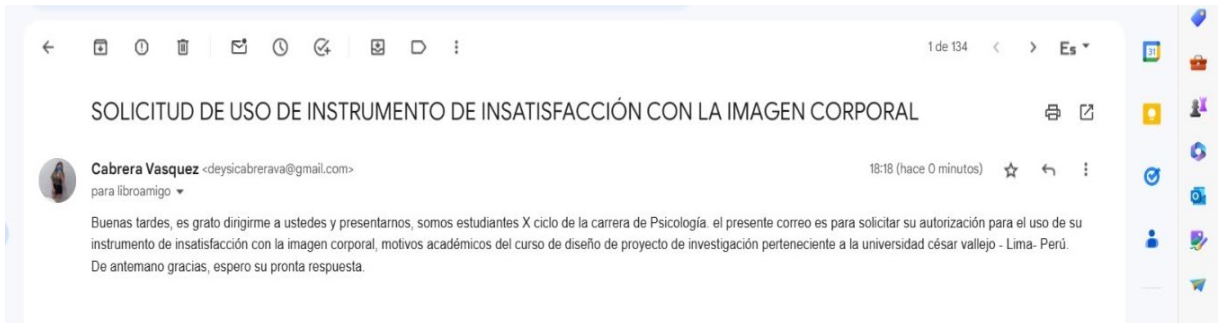 1 de 134
Es
31
SOLICITUD DE USO DE INSTRUMENTO DE INSATISFACCIÓN CON LA IMAGEN CORPORAL
Cabrera Vasquez <deysicabrerava@gmail.com>
18:18 (hace 0 minutos)
para libroamigo
Buenas tardes, es grato dirigirme a ustedes y presentarnos, somos estudiantes X ciclo de la carrera de Psicología. el presente correo es para solicitar su autorización para el uso de su
instrumento de insatisfacción con la imagen corporal, motivos académicos del curso de diseño de proyecto de investigación perteneciente a la universidad césar vallejo - Lima- Perú.
De antemano gracias, espero su pronta respuesta.